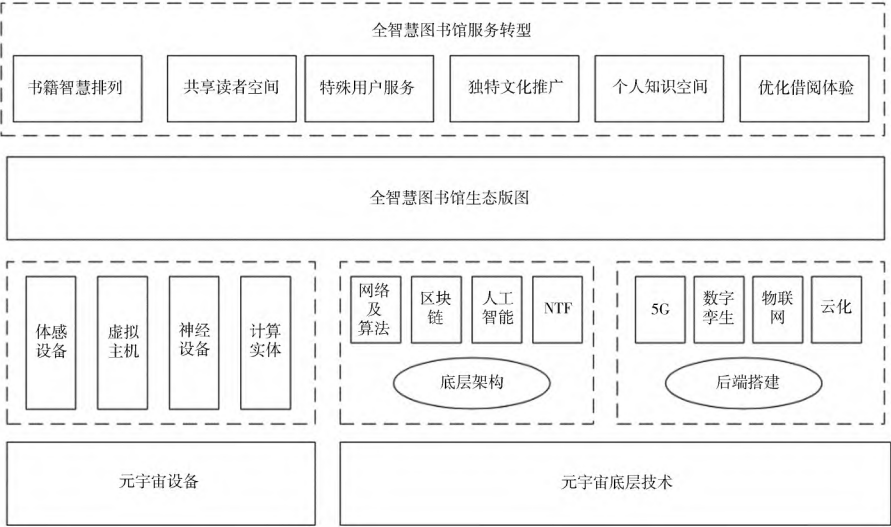 全智慧图书馆服务转型
书籍智慧排列
共享读者空间
特殊用户服务
独特文化推广
个人知识空间
优化借阅体验
全智慧图书馆生态版图
体感
设备
虚拟
主机
神经
设备
计算
实体
网络
及
算法
区块
链
人工
智能
NTF
底层架构
5G
数字
孪生
物联
网
云化
后端搭建
元宇宙设备
元宇宙底层技术